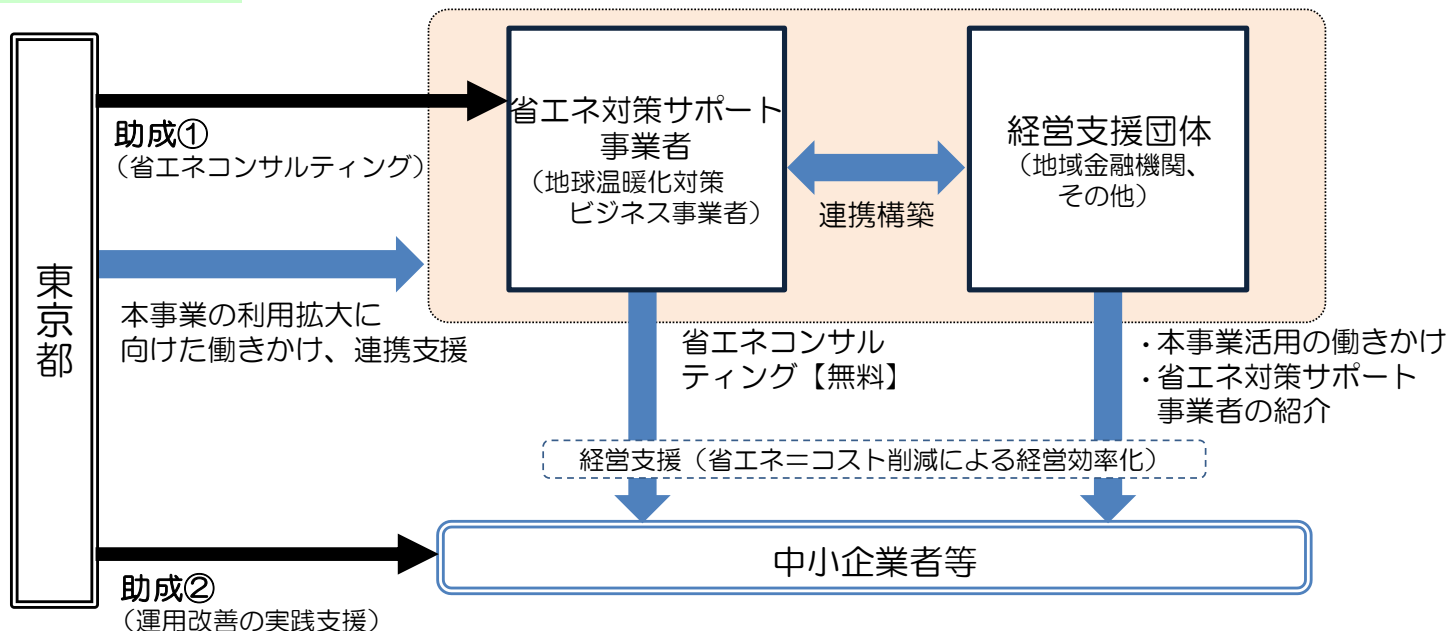 東京都
助成①
（省エネコンサルティング）
本事業の利用拡大に
向けた働きかけ、連携支援
助成②
（運用改善の実践支援）
省エネ対策サポート
事業者
（地球温暖化対策
ビジネス事業者）
連携構築
経営支援団体
（地域金融機関、
その他）
省エネコンサル
ティング【無料】
・本事業活用の働きかけ
・省エネ対策サポート
事業者の紹介
経営支援（省エネ＝コスト削減による経営効率化）
中小企業者等